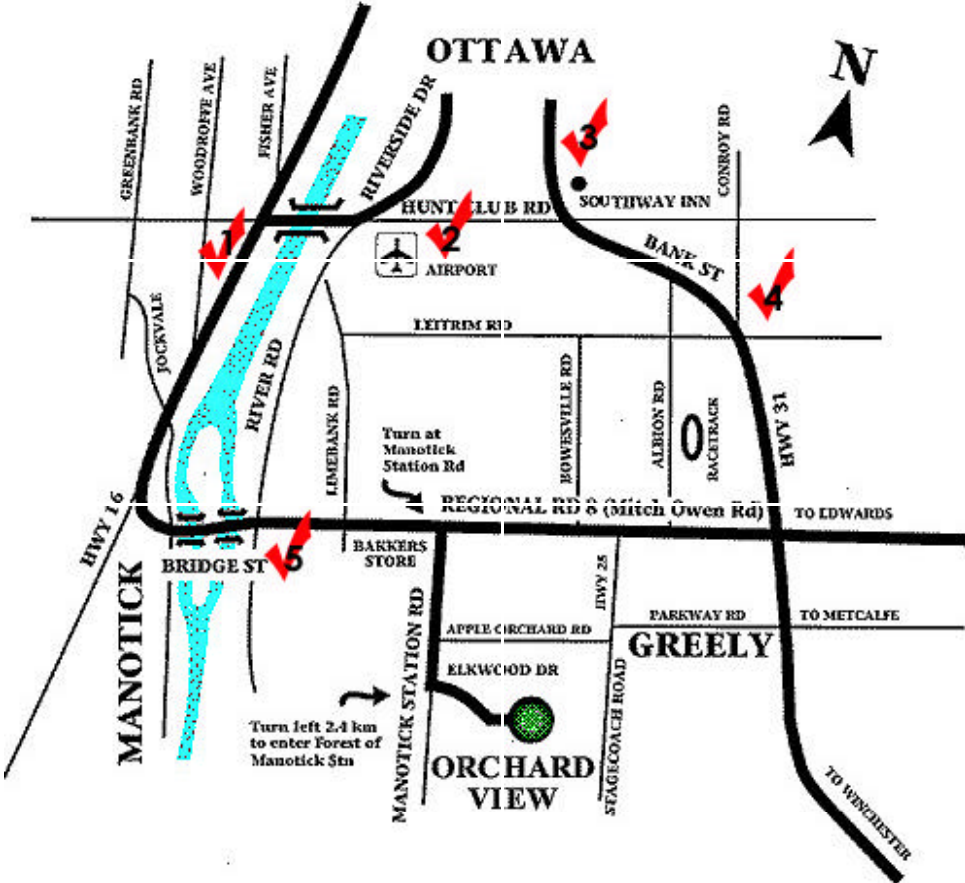 OTTAWA
N
GREENBANK RD
WOODROFFE AVE
FISHER AVE
RIVERSIDE DR
3
CONROY RD
SOUTHWAY INN
HUNT CLUB RD
1
2
BANK ST
AIRPORT
4
JOCKVALE
LEITRIM RD
RIVER RD
LIMEBANK RD
BOWESVILLE RD
ALBION RD
RACETRACK
HWY 31
Turn at
Manotick
Station Rd
HWY 16
REGIONAL RD 8 (Mitch Owen Rd)
TO EDWARDS
BRIDGE ST
5
BAKKERS
STORE
HWY 25
MANOTICK
MANOTICK STATION RD
APPLE ORCHARD RD
PARKWAY RD
TO METCALFE
GREELY
ELKWOOD DR
STAGECOACH ROAD
Turn left 2.4 km
to enter Forest of
Manotick Stn
ORCHARD
VIEW
TO WINCHESTER